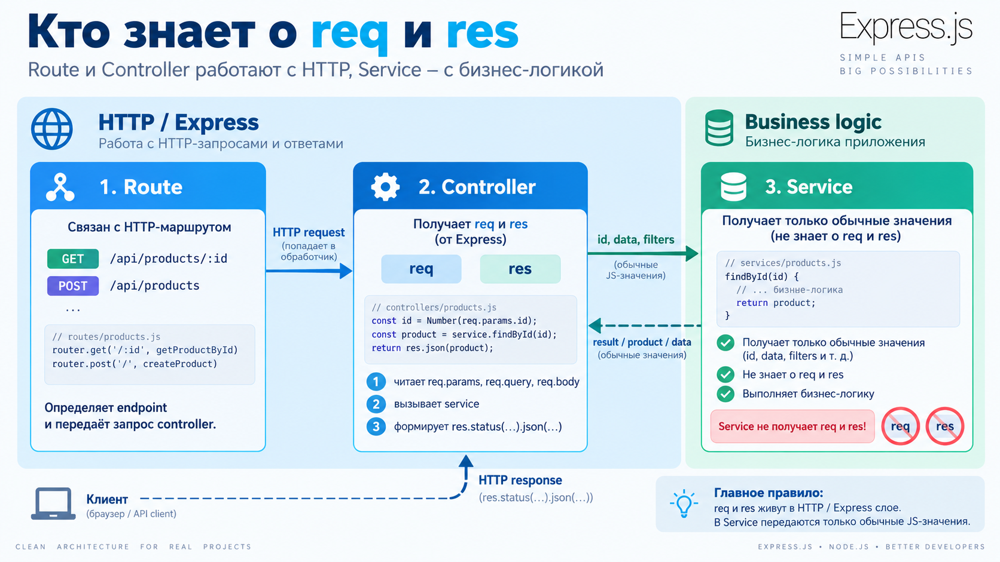 Кто знает о req и res
Route и Controller работают с HTTP, Service – с бизнес-логикой
Express.js
SIMPLE APIS
BIG POSSIBILITIES
HTTP / Express
Работа с HTTP-запросами и ответами
1. Route
Связан с HTTP-маршрутом
GET /api/products/:id
POST /api/products
...
// routes/products.js
router.get('/:id', getProductById)
router.post('/', createProduct)
Определяет endpoint
и передаёт запрос controller.
HTTP request
(попадает в
обработчик)
2. Controller
Получает req и res
(от Express)
req res
// controllers/products.js
const id = Number(req.params.id);
const product = service.findById(id);
return res.json(product);
1 читает req.params, req.query, req.body
2 вызывает service
3 формирует res.status(...).json(...)
id, data, filters
(обычные
JS-значения)
result / product / data
(обычные значения)
Business logic
Бизнес-логика приложения
3. Service
Получает только обычные значения
(не знает о req и res)
// services/products.js
findById(id) {
// ... бизнне-логика
return product;
}
Получает только обычные значения
(id, data, filters и т. д.)
Не знает о req и res
Выполняет бизнес-логику
Service не получает req и res!
req res
Клиент
(браузер / API client)
HTTP response
(res.status(...).json(...))
Главное правило:
req и res живут в HTTP / Express слое.
В Service передаются только обычные JS-значения.
CLEAN ARCHITECTURE FOR REAL PROJECTS
EXPRESS.JS • NODE.JS • BETTER DEVELOPERS